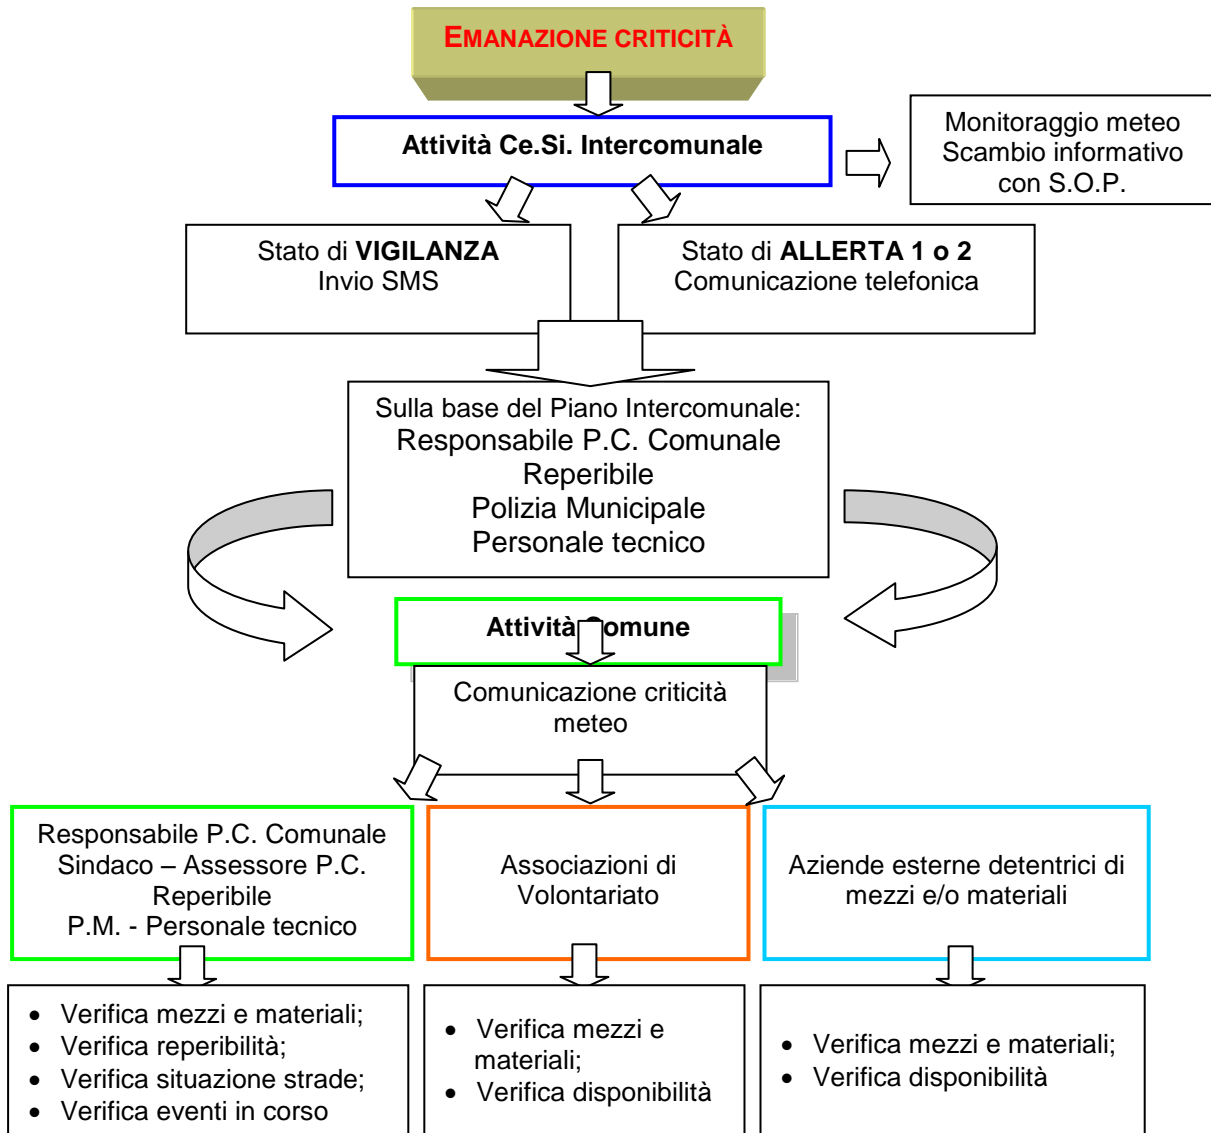 EMANAZIONE CRITICITÀ
Attività Ce.Si. Intercomunale
Monitoraggio meteo
Scambio informativo
con S.O.P.
Stato di VIGILANZA
Invio SMS
Stato di ALLERTA 1 o 2
Comunicazione telefonica
Sulla base del Piano Intercomunale:
Responsabile P.C. Comunale
Reperibile
Polizia Municipale
Personale tecnico
Attività Comune
Comunicazione criticità
meteo
Responsabile P.C. Comunale
Sindaco – Assessore P.C.
Reperibile
P.M. - Personale tecnico
Associazioni di
Volontariato
Aziende esterne detentrici di
mezzi e/o materiali
• Verifica mezzi e materiali;
• Verifica reperibilità;
• Verifica situazione strade;
• Verifica eventi in corso
• Verifica mezzi e
materiali;
• Verifica disponibilità
• Verifica mezzi e materiali;
• Verifica disponibilità